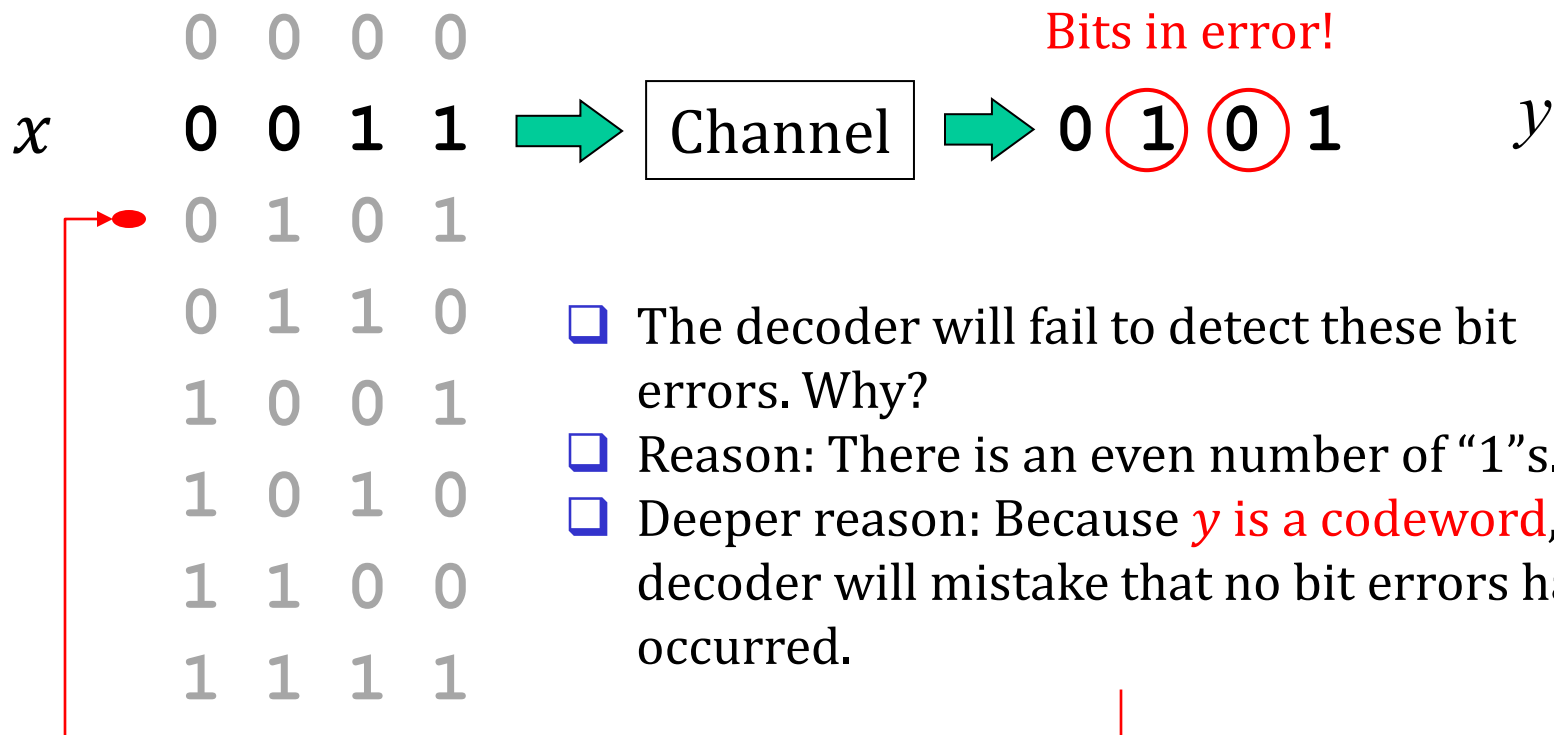 0 0 0 0
Bits in error!
x 0 0 1 1 Channel 0 1 0 1 y
0 1 0 1
0 1 1 0
1 0 0 1
1 0 1 0
1 1 0 0
1 1 1 1
The decoder will fail to detect these bit
errors. Why?
Reason: There is an even number of “1”s.
Deeper reason: Because y is a codeword,
decoder will mistake that no bit errors
occurred.